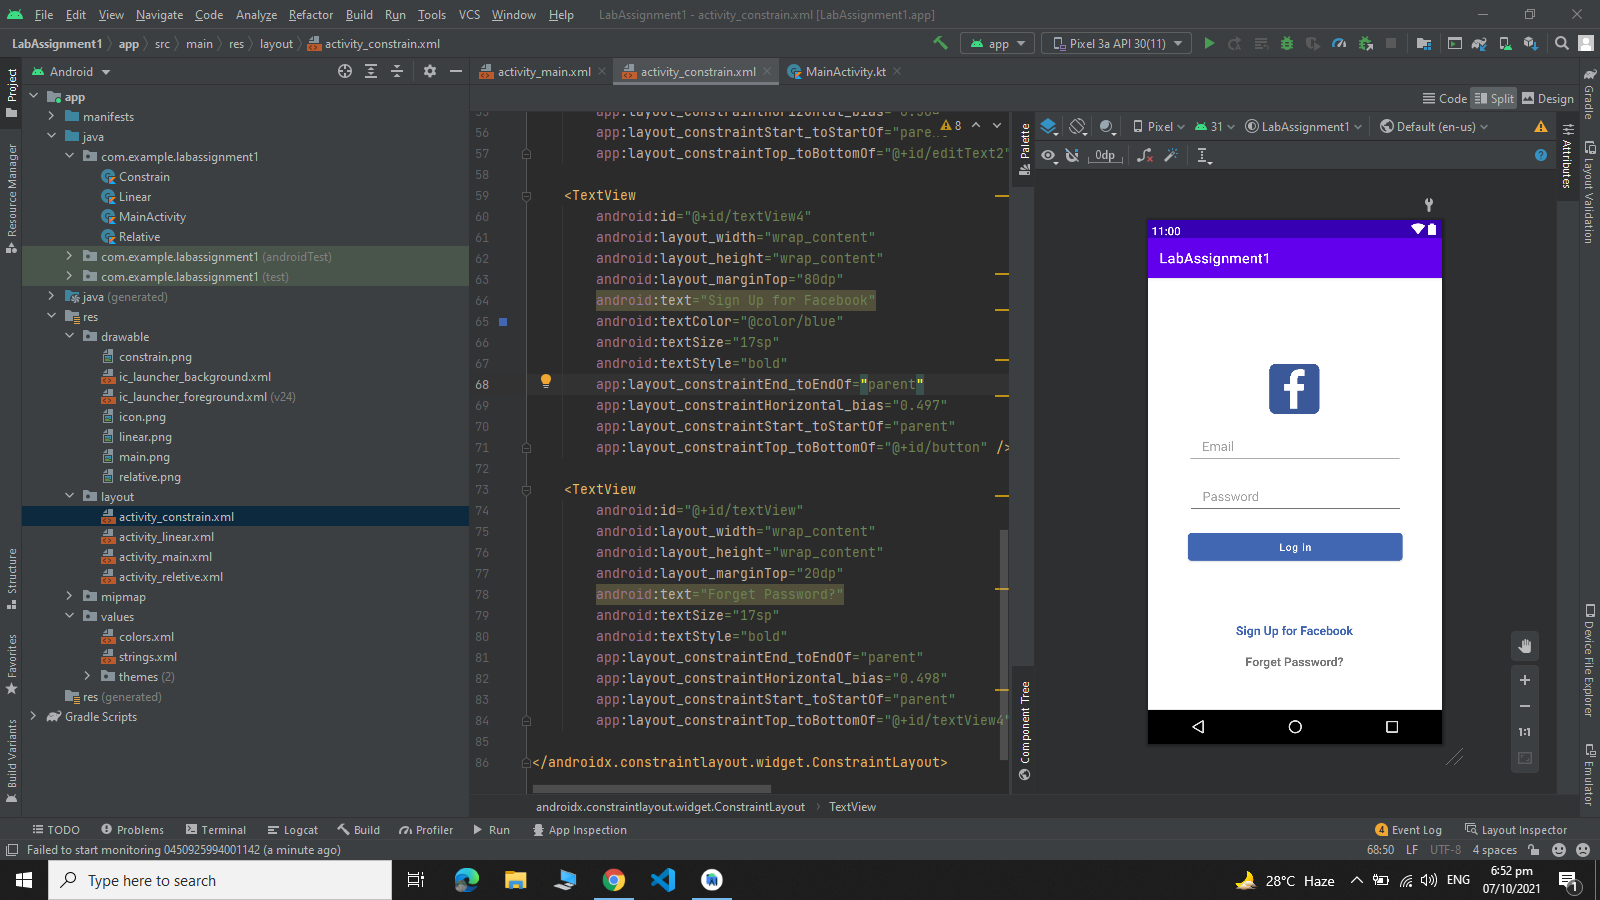 File Edit View Navigate Code Analyze Refactor Build Run Tools VCS Window Help LabAssignment1 - activity_constrain.xml [LabAssignment1.app]
LabAssignment1 app src main res layout activity_constrain.xml
app Pixel 3a API 30(11)
Android
activity_main.xml activity_constrain.xml MainActivity.kt
Code Split Design
Project
Resource Manager
Structure
Favorites
Build Variants
app
manifests
java
com.example.labassignment1
Constrain
Linear
MainActivity
Relative
com.example.labassignment1 (androidTest)
com.example.labassignment1 (test)
java (generated)
res
drawable
constrain.png
ic_launcher_background.xml
ic_launcher_foreground.xml (v24)
icon.png
linear.png
main.png
relative.png
layout
activity_constrain.xml
activity_linear.xml
activity_main.xml
activity_reletive.xml
mipmap
values
colors.xml
strings.xml
themes (2)
res (generated)
Gradle Scripts
8
56 app:layout_constraintStart_toStartOf="parent
57 app:layout_constraintTop_toBottomOf="@+id/editText2"
58
59 <TextView
60 android:id="@+id/textView4"
61 android:layout_width="wrap_content"
62 android:layout_height="wrap_content"
63 android:layout_marginTop="80dp"
64 android:text="Sign Up for Facebook"
65 android:textColor="@color/blue"
66 android:textSize="17sp"
67 android:textStyle="bold"
68 app:layout_constraintEnd_toEndOf="parent"
69 app:layout_constraintHorizontal_bias="0.497"
70 app:layout_constraintStart_toStartOf="parent"
71 app:layout_constraintTop_toBottomOf="@+id/button" />
72
73 <TextView
74 android:id="@+id/textView"
75 android:layout_width="wrap_content"
76 android:layout_height="wrap_content"
77 android:layout_marginTop="20dp"
78 android:text="Forget Password?"
79 android:textSize="17sp"
80 android:textStyle="bold"
81 app:layout_constraintEnd_toEndOf="parent"
82 app:layout_constraintHorizontal_bias="0.498"
83 app:layout_constraintStart_toStartOf="parent"
84 app:layout_constraintTop_toBottomOf="@+id/textView4"
85
86 </androidx.constraintlayout.widget.ConstraintLayout>
androidx.constraintlayout.widget.ConstraintLayout TextView
Palette
Component Tree
Pixel 31 LabAssignment1 Default (en-us)
0dp
11:00
LabAssignment1
f
Email
Password
Log in
Sign Up for Facebook
Forget Password?
1:1
Attributes
Gradle
Layout Validation
Device File Explorer
Emulator
TODO Problems Terminal Logcat Build Profiler Run App Inspection 4 Event Log Layout Inspector
Failed to start monitoring 0450925994001142 (a minute ago) 68:50 LF UTF-8 4 spaces
Type here to search
28°C Haze ENG
6:52 pm
07/10/2021
1